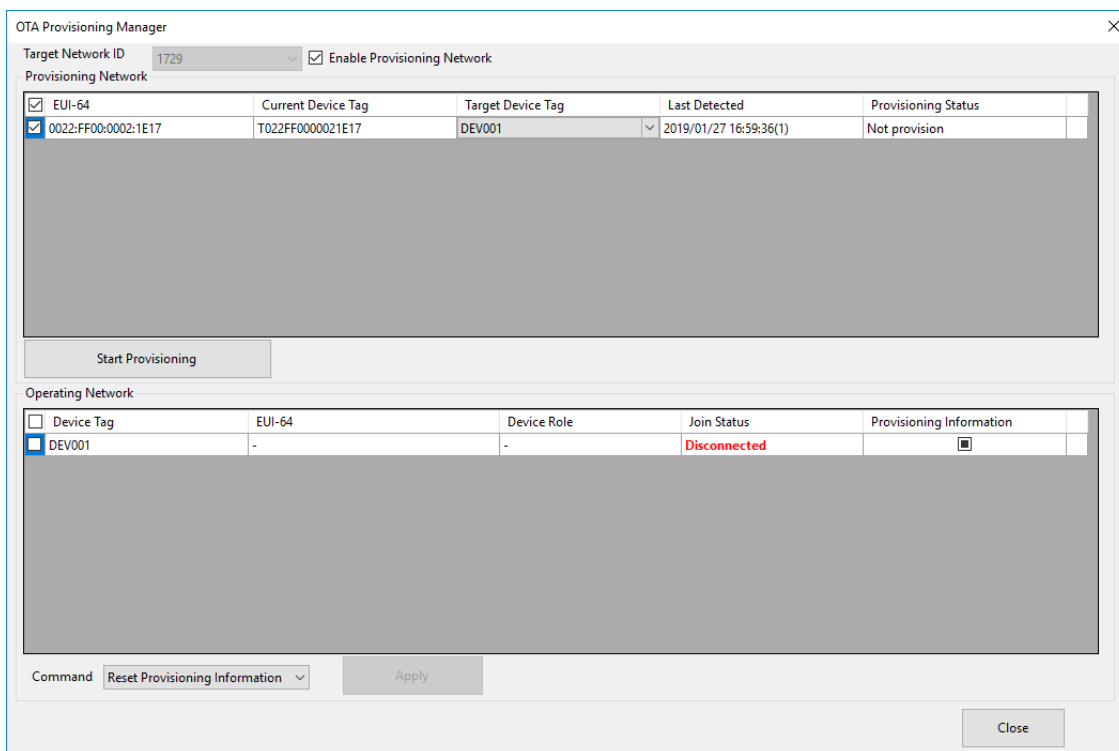 OTA Provisioning Manager
Target Network ID 1729 Enable Provisioning Network
Provisioning Network
EUI-64 Current Device Tag Target Device Tag Last Detected Provisioning Status
0022:FF00:0002:1E17 T022FF0000021E17 DEV001 2019/01/27 16:59:36(1) Not provision
Start Provisioning
Operating Network
Device Tag EUI-64 Device Role Join Status Provisioning Information
DEV001 - - Disconnected
Command Reset Provisioning Information Apply
Close